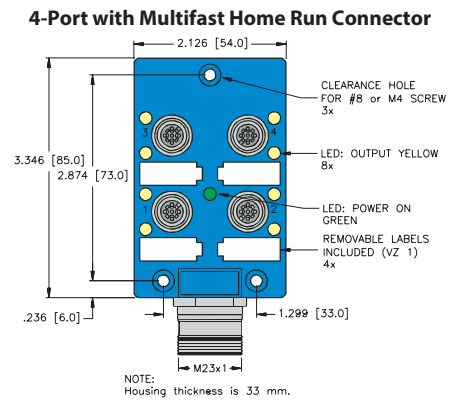 4-Port with Multifast Home Run Connector
2.126 [54.0]
CLEARANCE HOLE
FOR #8 or M4 SCREW
3x
3
4
LED: OUTPUT YELLOW
8x
3.346 [85.0]
2.874 [73.0]
1
2
LED: POWER ON
GREEN
REMOVABLE LABELS
INCLUDED (VZ 1)
4x
.236 [6.0]
1.299 [33.0]
M23x1
NOTE:
Housing thickness is 33 mm.